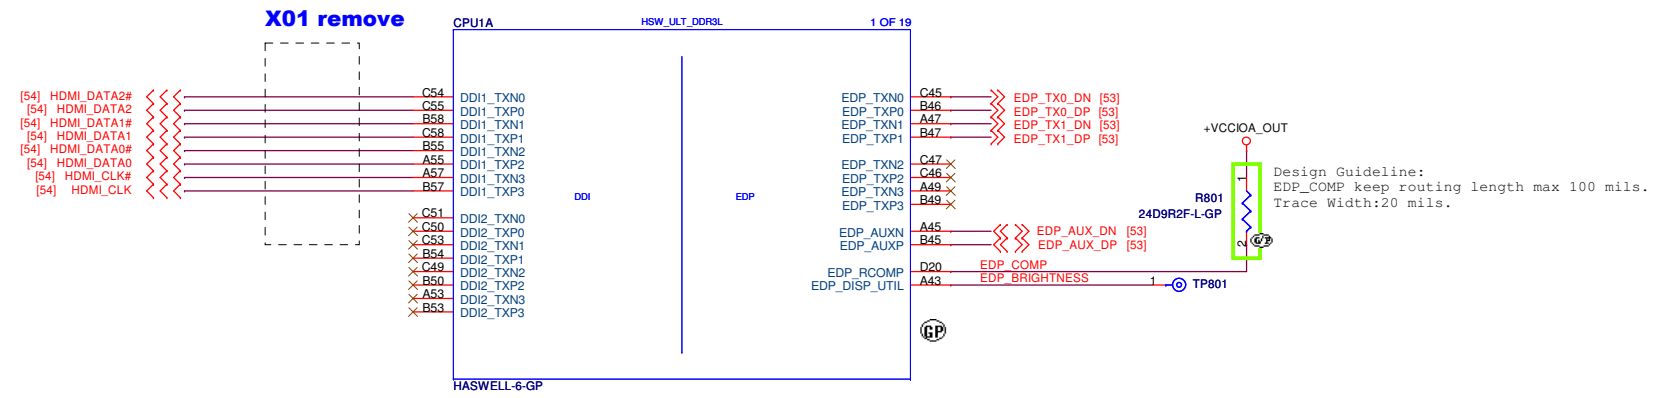 X01 remove
CPU1A
HSW_ULT_DDR3L
1 OF 19
[54] HDMI_DATA2#
[54] HDMI_DATA2
[54] HDMI_DATA1#
[54] HDMI_DATA1
[54] HDMI_DATA0#
[54] HDMI_DATA0
[54] HDMI_CLK#
[54] HDMI_CLK
C54 DDI1_TXN0
C55 DDI1_TXP0
B58 DDI1_TXN1
C58 DDI1_TXP1
B55 DDI1_TXN2
A55 DDI1_TXP2
A57 DDI1_TXN3
B57 DDI1_TXP3
C51 DDI2_TXN0
C50 DDI2_TXP0
C53 DDI2_TXN1
B54 DDI2_TXP1
C49 DDI2_TXN2
B50 DDI2_TXP2
A53 DDI2_TXN3
B53 DDI2_TXP3
DDI
EDP
EDP_TXN0 C45 EDP_TX0_DN [53]
EDP_TXP0 B46 EDP_TX0_DP [53]
EDP_TXN1 A47 EDP_TX1_DN [53]
EDP_TXP1 B47 EDP_TX1_DP [53]
EDP_TXN2 C47
EDP_TXP2 C46
EDP_TXN3 A49
EDP_TXP3 B49
EDP_AUXN A45 EDP_AUX_DN [53]
EDP_AUXP B45 EDP_AUX_DP [53]
EDP_RCOMP D20 EDP_COMP
EDP_DISP_UTIL A43 EDP_BRIGHTNESS 1 TP801
GP
HASWELL-6-GP
+VCCIOA_OUT
1
R801
24D9R2F-L-GP
2
G/P
Design Guideline:
EDP_COMP keep routing length max 100 mils.
Trace Width:20 mils.